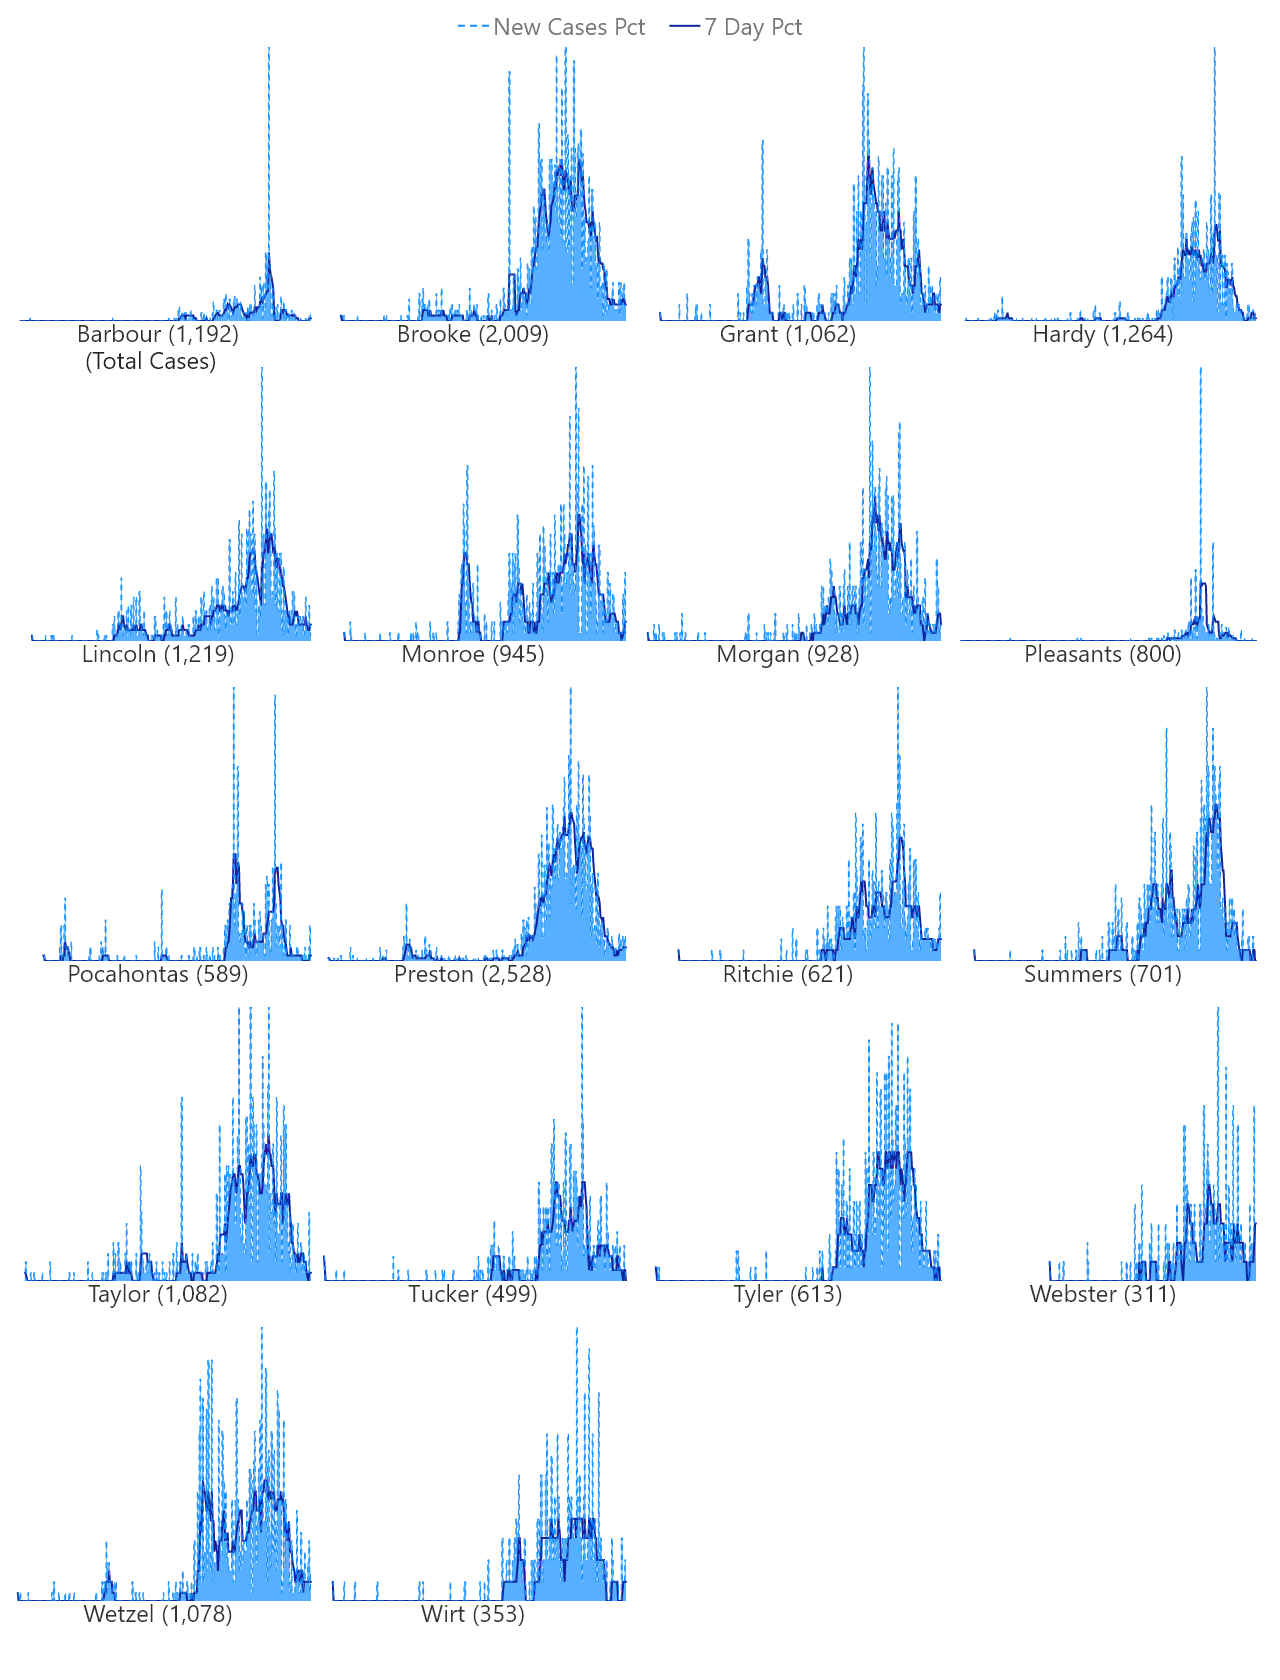 New Cases Pct 7 Day Pct
Barbour (1,192) Brooke (2,009) Grant (1,062) Hardy (1,264)
(Total Cases)
Lincoln (1,219) Monroe (945) Morgan (928) Pleasants (800)
Pocahontas (589) Preston (2,528) Ritchie (621) Summers (701)
Taylor (1,082) Tucker (499) Tyler (613) Webster (311)
Wetzel (1,078) Wirt (353)